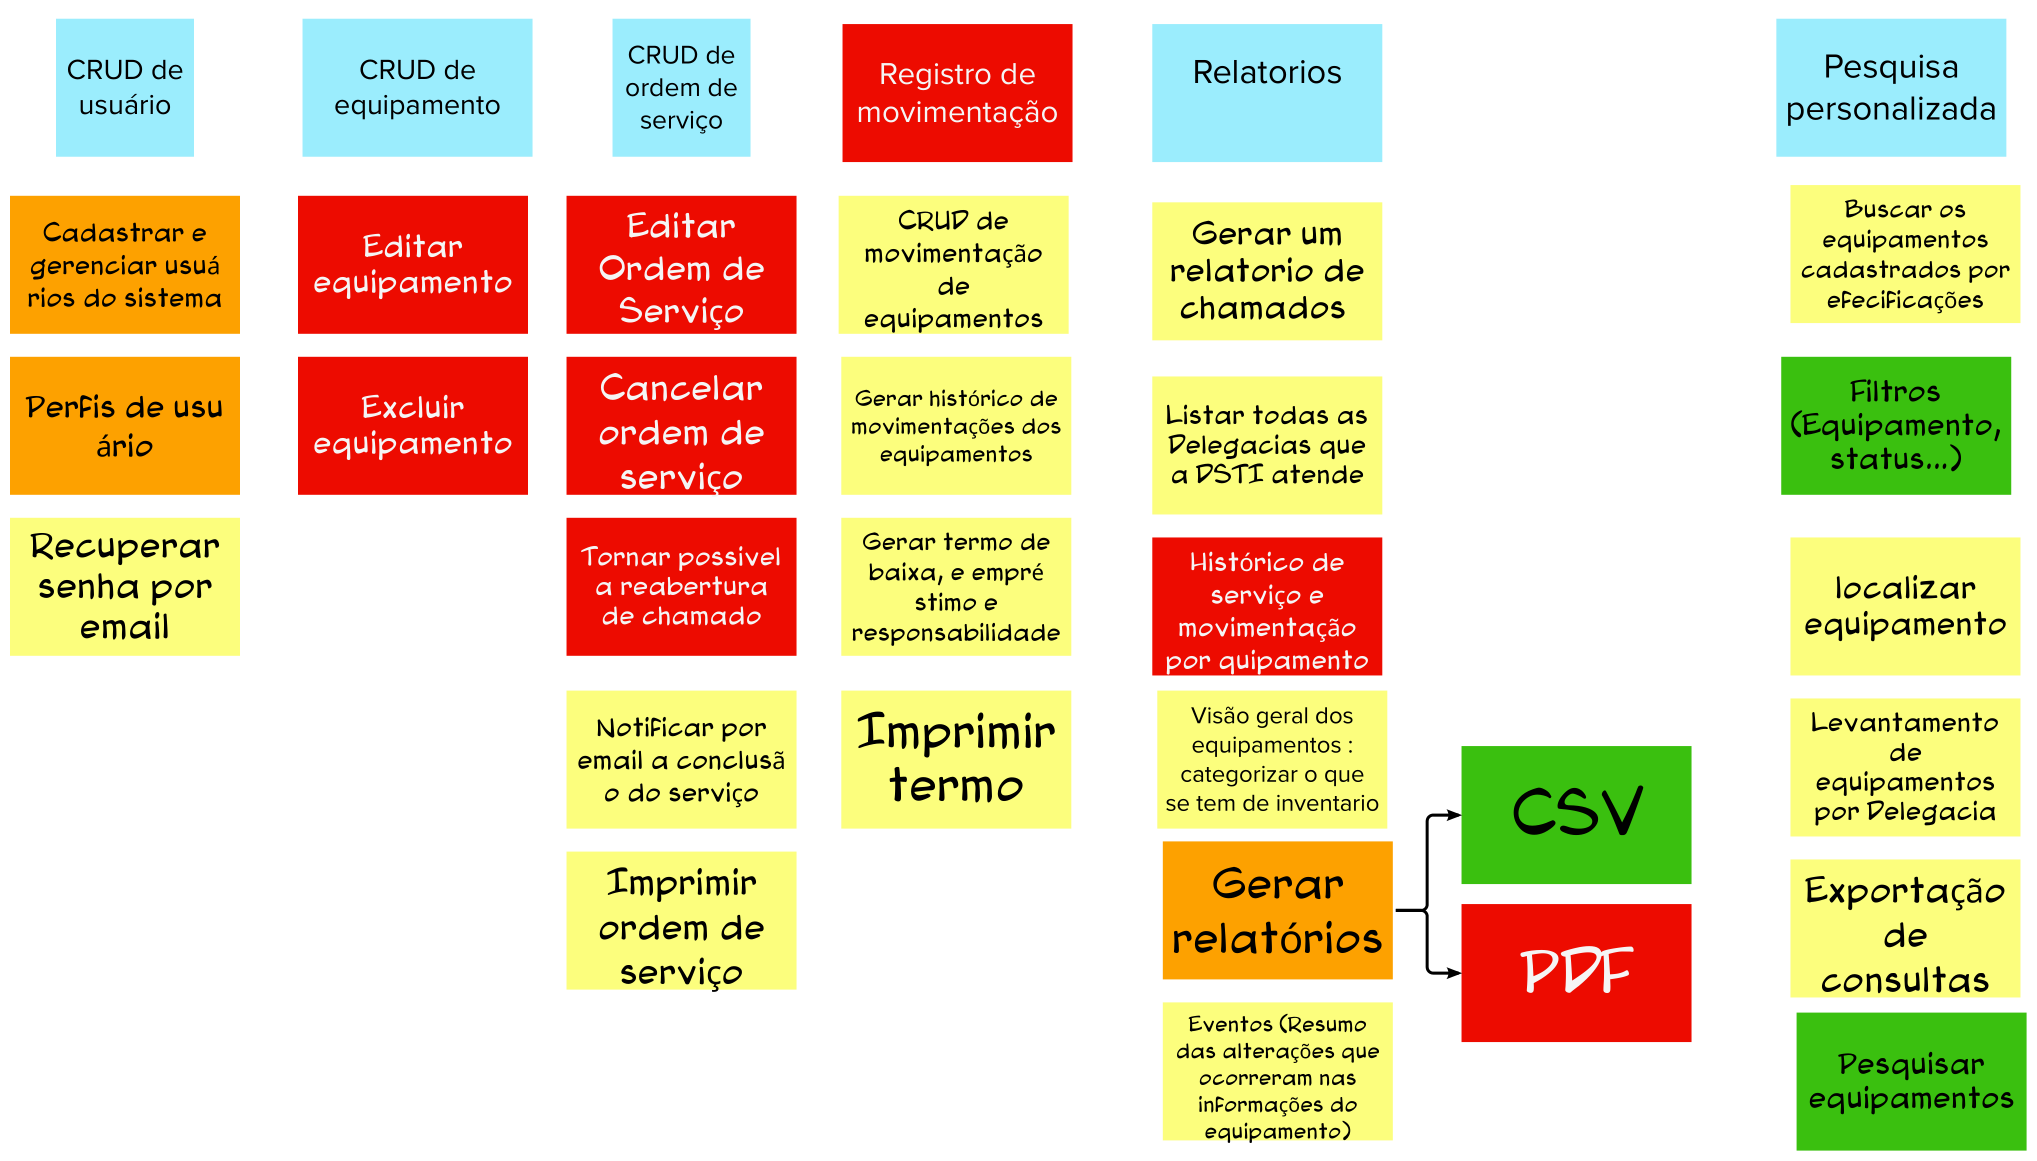 CRUD de
usuário
CRUD de
equipamento
CRUD de
ordem de
serviço
Registro de
movimentação
Relatorios
Pesquisa
personalizada
Cadastrar e
gerenciar usuá
rios do sistema
Perfis de usu
ário
Recuperar
senha por
email
Editar
equipamento
Excluir
equipamento
Editar
Ordem de
Serviço
Cancelar
ordem de
serviço
Tornar possivel
a reabertura
de chamado
Notificar por
email a conclusã
o do serviço
Imprimir
ordem de
serviço
CRUD de
movimentação
de
equipamentos
Gerar histórico de
movimentações dos
equipamentos
Gerar termo de
baixa, e empré
stimo e
responsabilidade
Imprimir
termo
Gerar um
relatorio de
chamados
Listar todas as
Delegacias que
a DSTI atende
Histórico de
serviço e
movimentação
por quipamento
Visão geral dos
equipamentos :
categorizar o que
se tem de inventario
Gerar
relatórios
CSV
PDF
Eventos (Resumo
das alterações que
ocorreram nas
informações do
equipamento)
Buscar os
equipamentos
cadastrados por
efecificações
Filtros
(Equipamento,
status...)
localizar
equipamento
Levantamento
de
equipamentos
por Delegacia
Exportação
de
consultas
Pesquisar
equipamentos